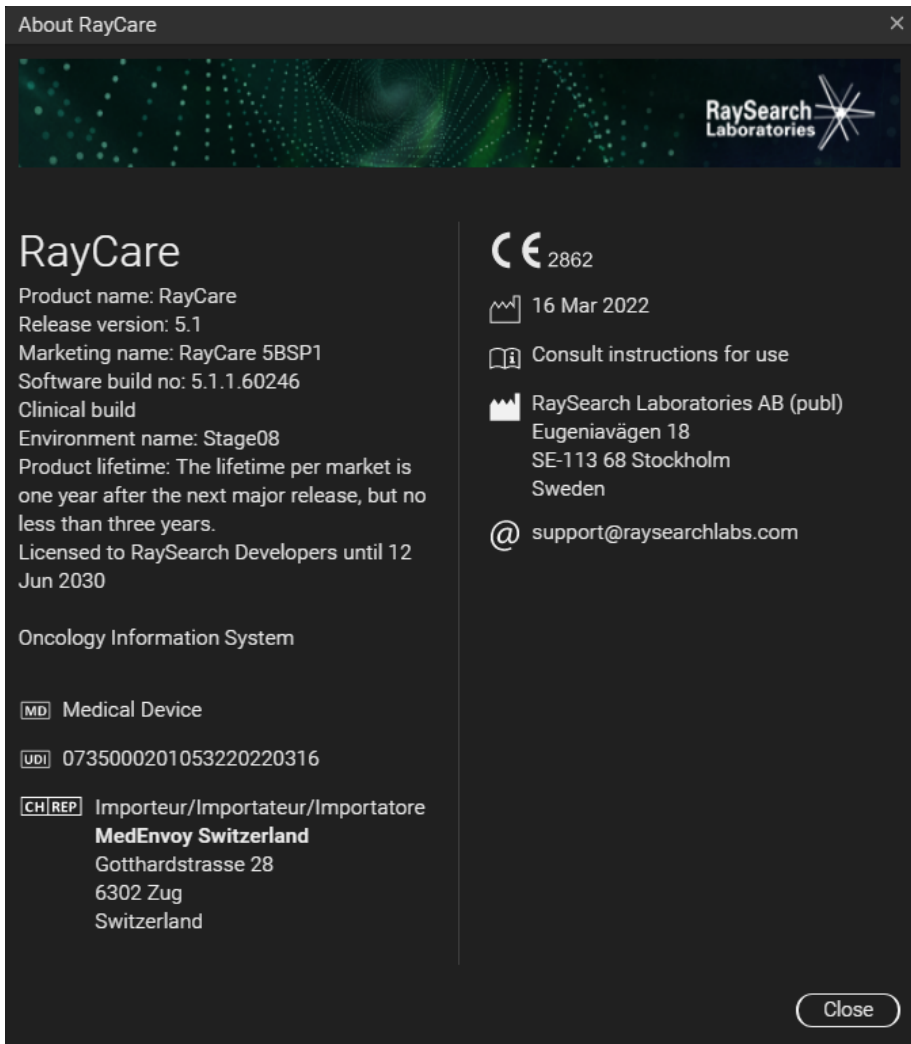 About RayCare
RaySearch
Laboratories
RayCare
Product name: RayCare
Release version: 5.1
Marketing name: RayCare 5BSP1
Software build no: 5.1.1.60246
Clinical build
Environment name: Stage08
Product lifetime: The lifetime per market is
one year after the next major release, but no
less than three years.
Licensed to RaySearch Developers until 12
Jun 2030
Oncology Information System
MD Medical Device
UDI 0735000201053220220316
CH REP Importeur/Importateur/Importatore
MedEnvoy Switzerland
Gotthardstrasse 28
6302 Zug
Switzerland
CE 2862
16 Mar 2022
Consult instructions for use
RaySearch Laboratories AB (publ)
Eugeniavägen 18
SE-113 68 Stockholm
Sweden
@ support@raysearchlabs.com
Close